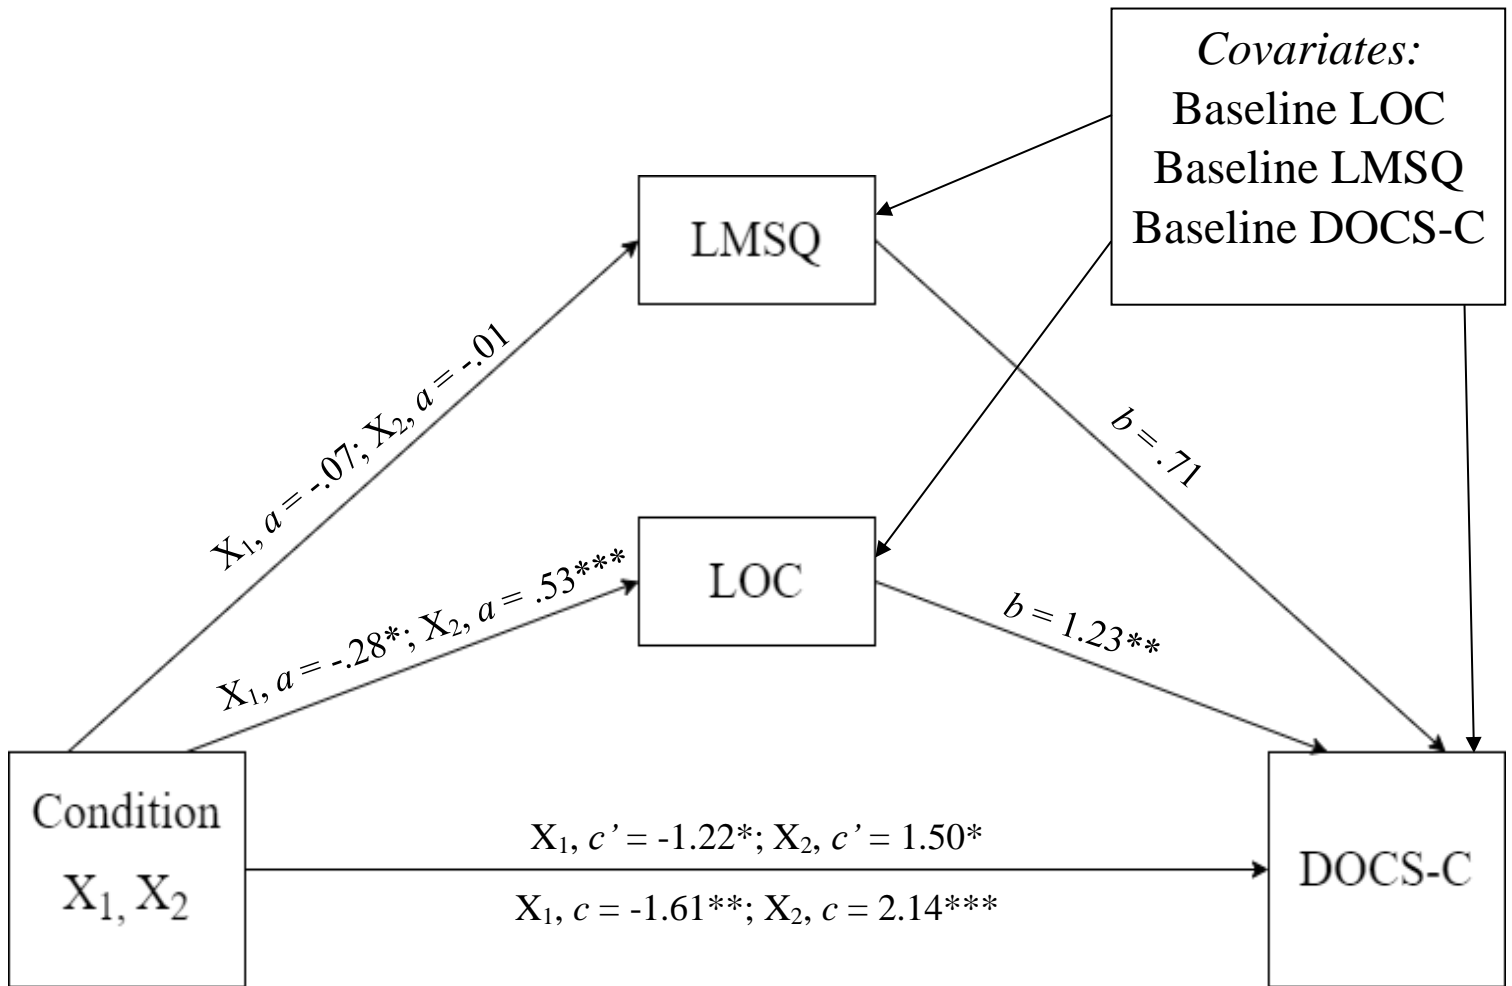 Covariates:
Baseline LOC
Baseline LMSQ
Baseline DOCS-C
LMSQ
X₁, a = -.07; X₂, a = -.01
b = .71
LOC
X₁, a = -.28*; X₂, a = .53***
b = 1.23**
Condition
X₁, X₂
X₁, c’ = -1.22*; X₂, c’ = 1.50*
X₁, c = -1.61**; X₂, c = 2.14***
DOCS-C